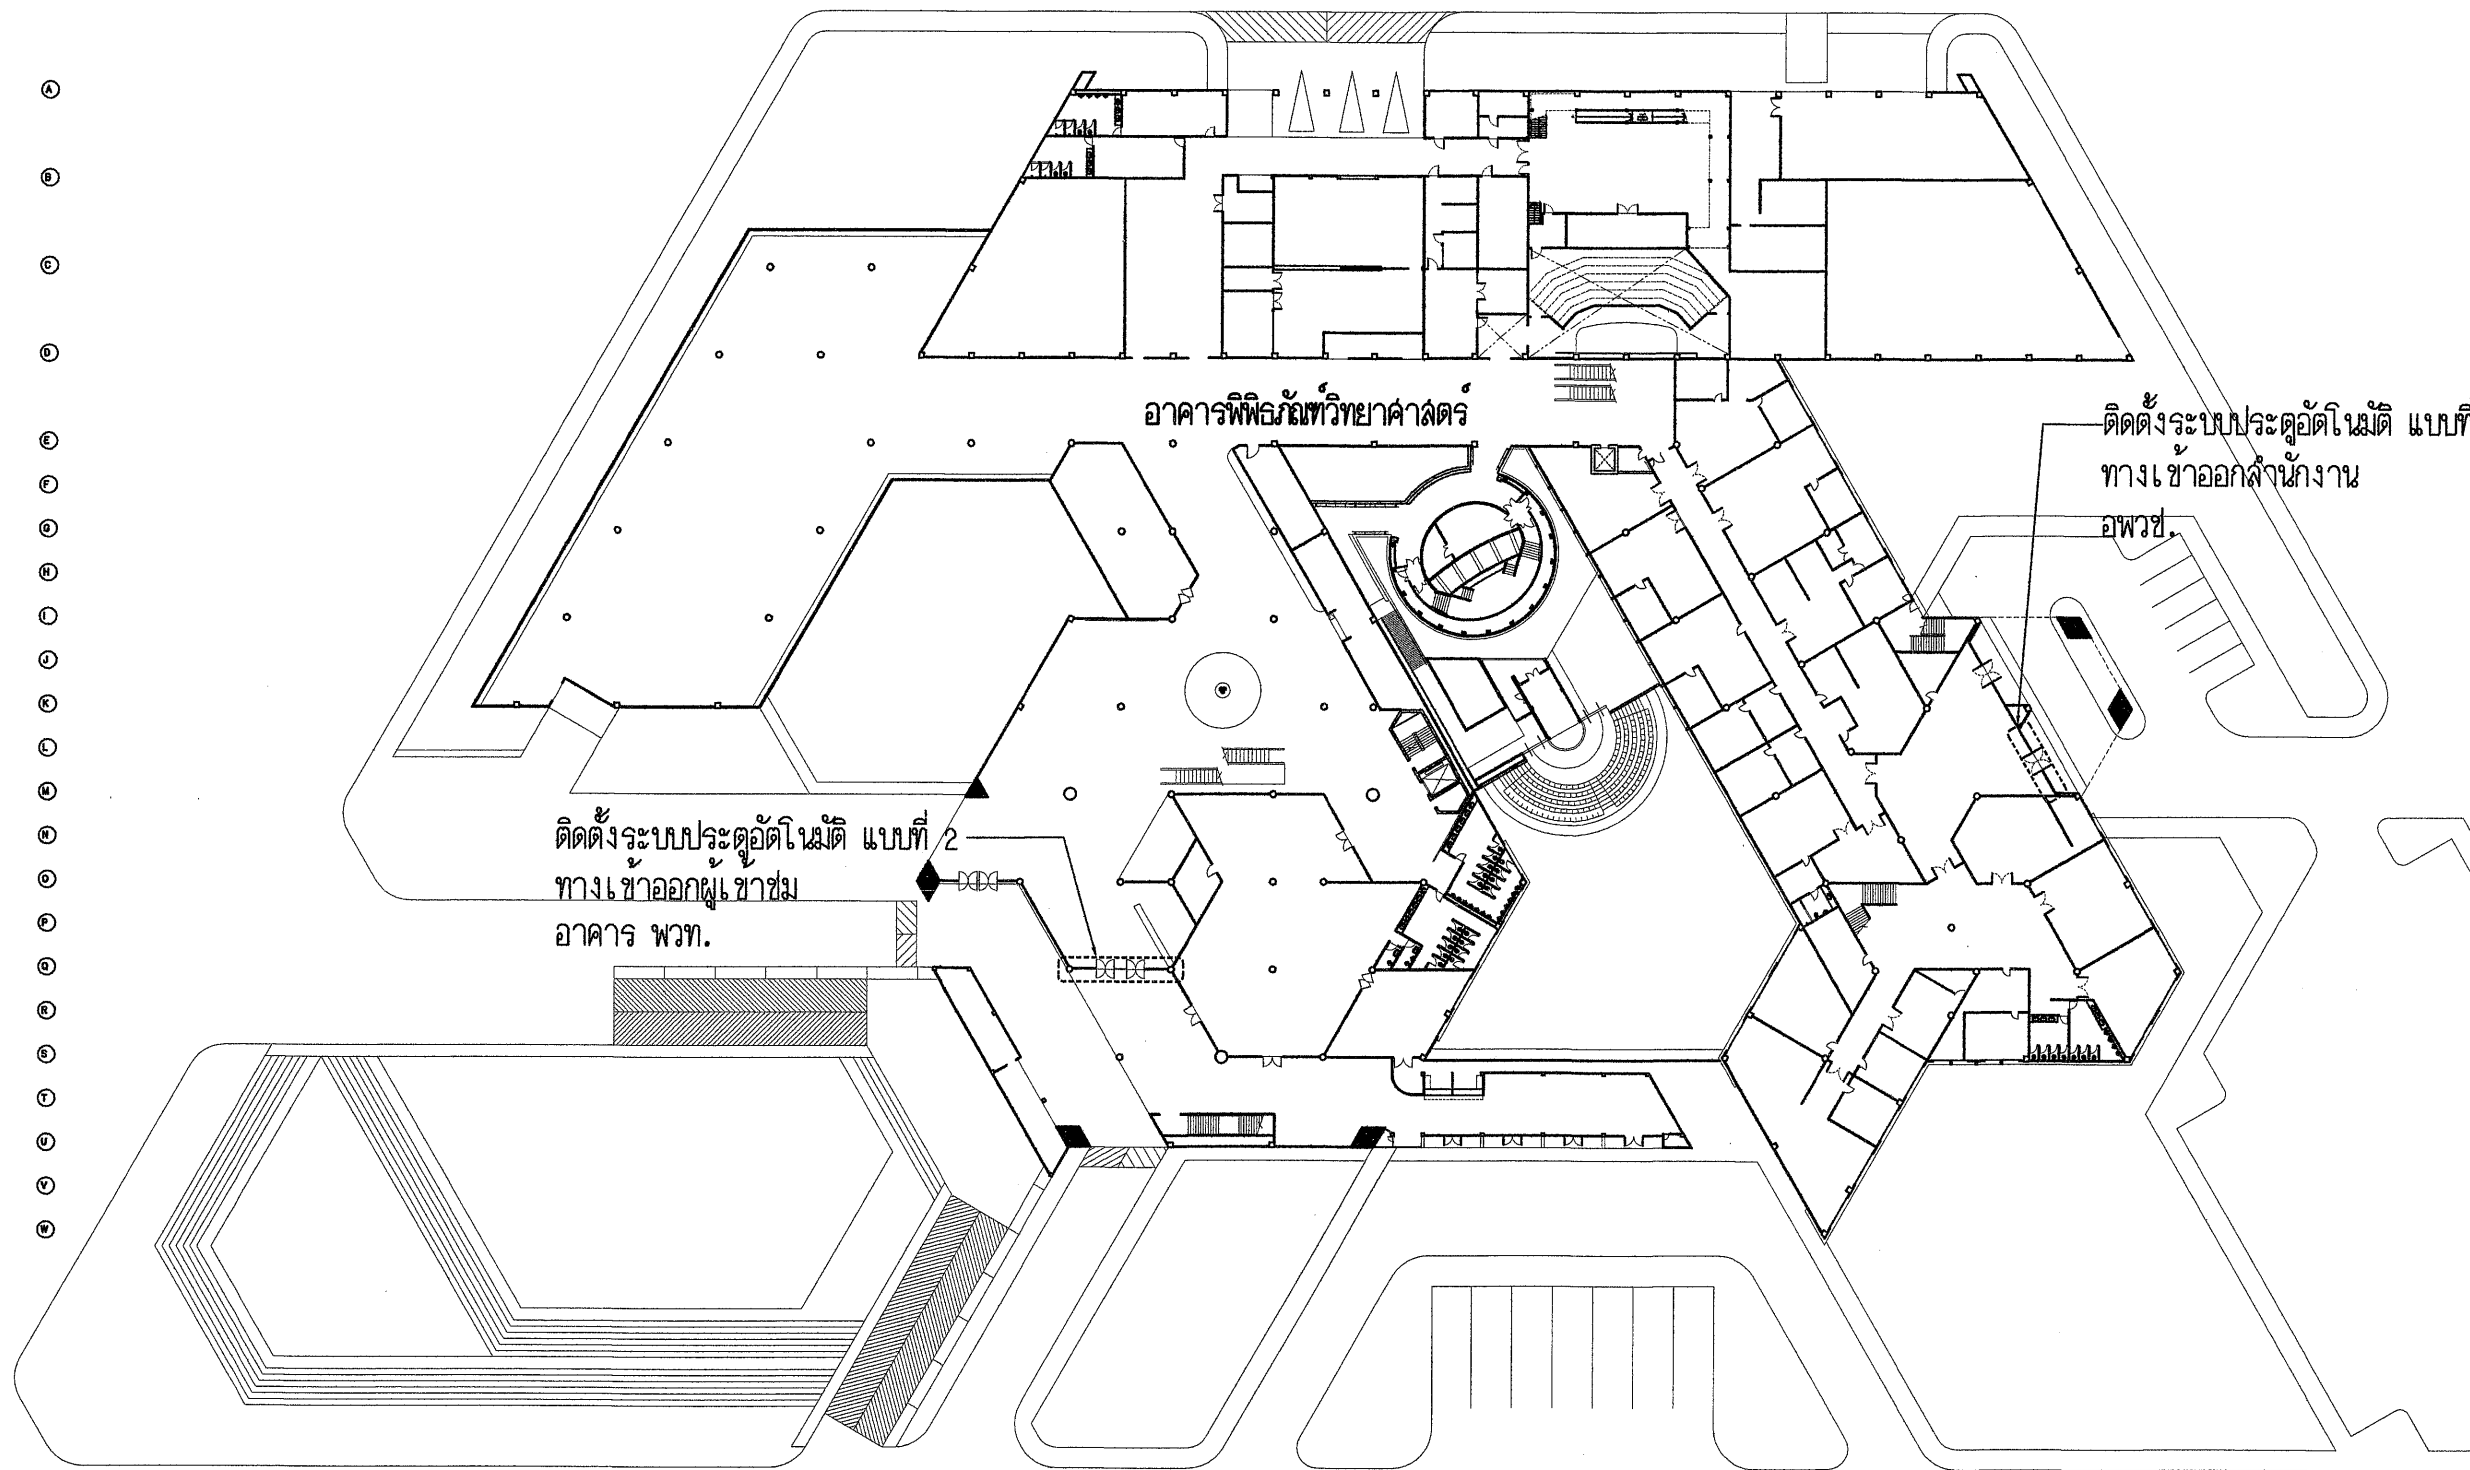 A
B
C
D
E
F
G
H
I
J
K
L
M
N
O
P
Q
R
S
T
U
V
W
อาคารพิพิธภัณฑ์วิทยาศาสตร์
ติดตั้งระบบประตูอัตโนมัติ แบบที่
ทางเข้าออกสำนักงาน
อพวช.
ติดตั้งระบบประตูอัตโนมัติ แบบที่ 2
ทางเข้าออกผู้เข้าชม
อาคาร พวท.